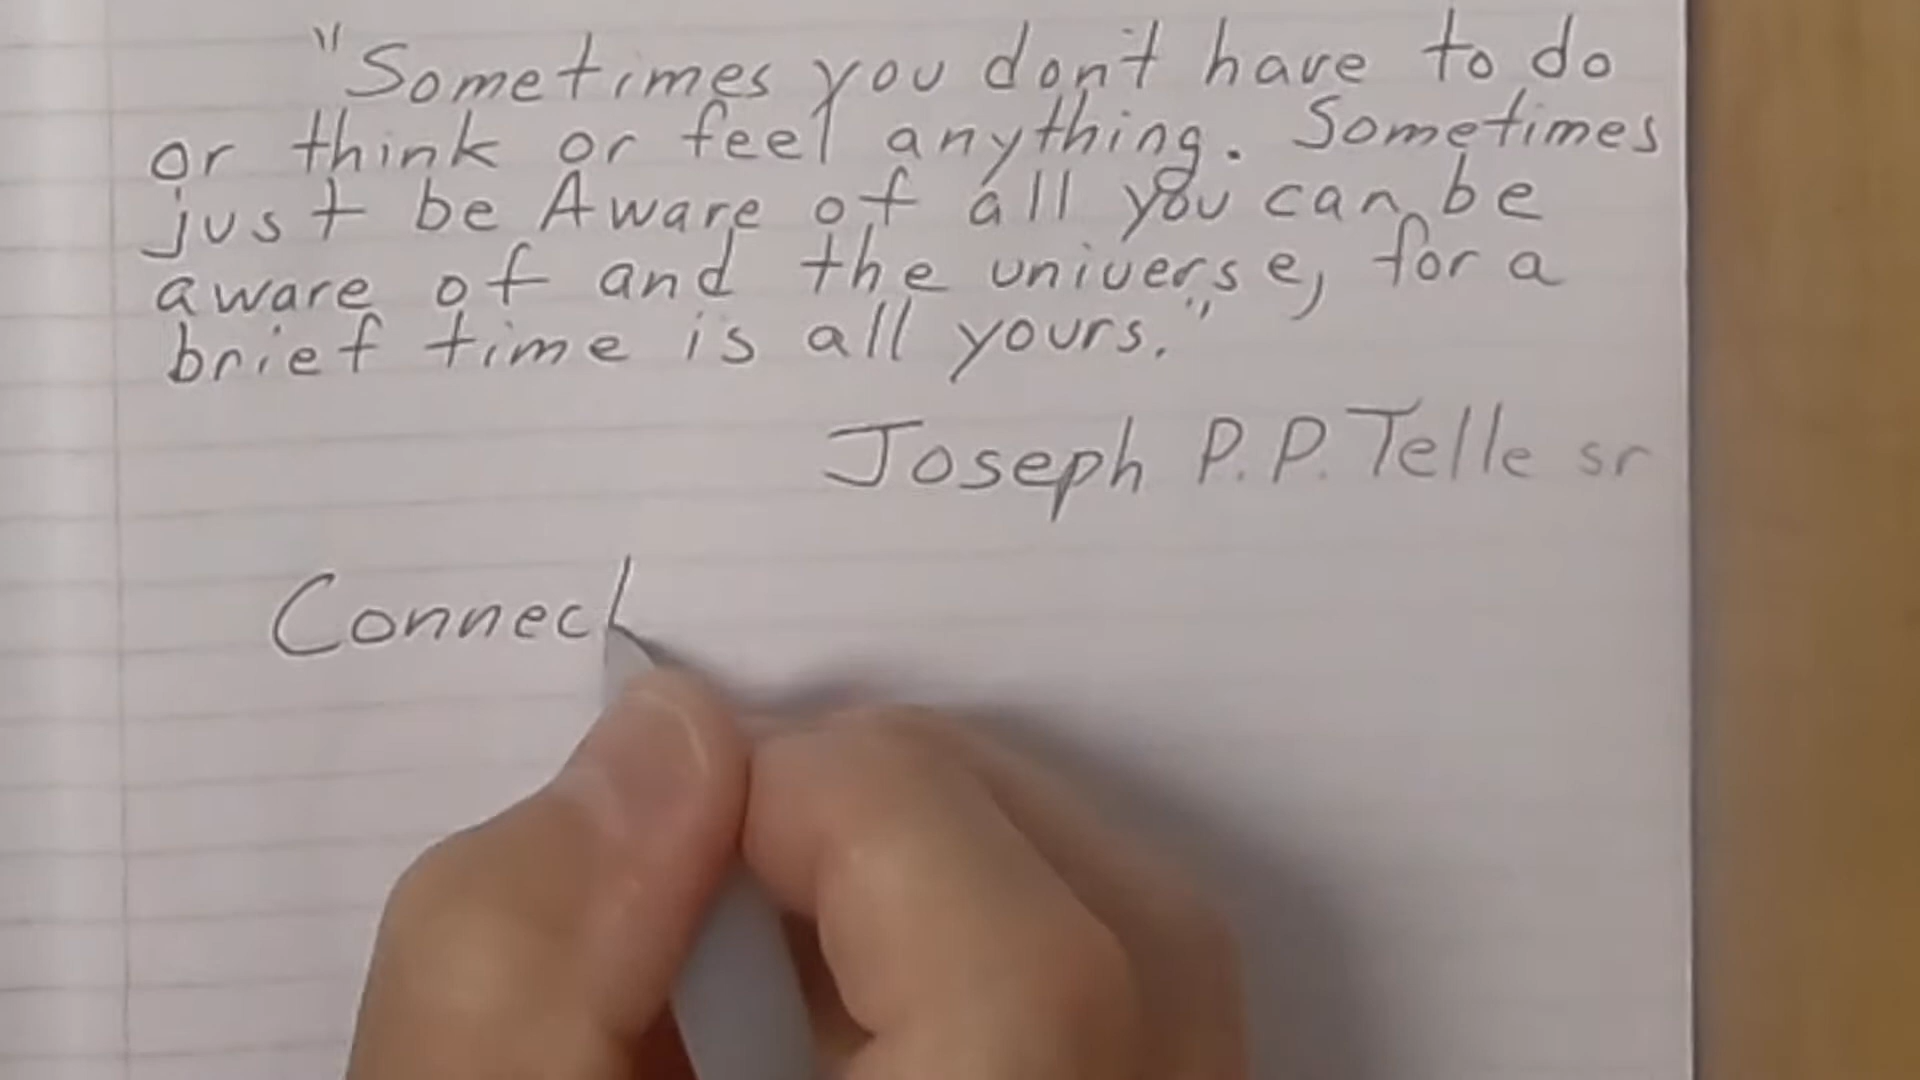 "Sometimes you don't have to do
or think or feel anything. Sometimes
just be Aware of all you can be
aware of and the universe, for a
brief time is all yours."
Joseph P.P. Telle sr
Connect